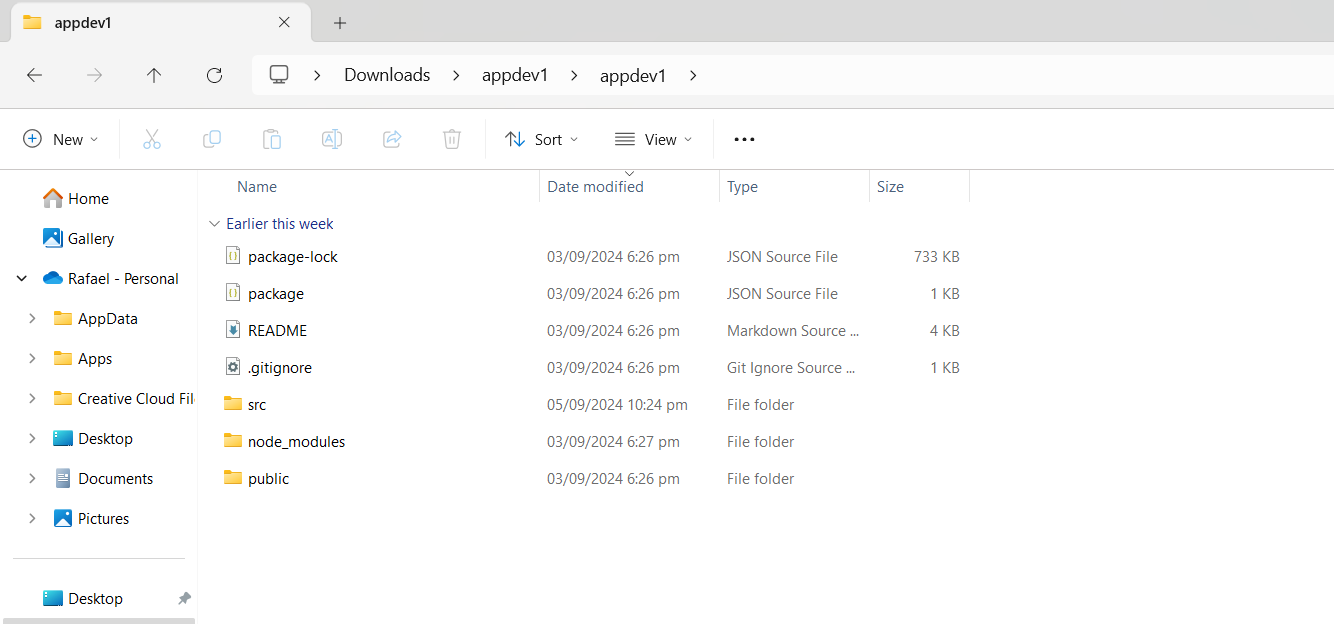 appdev1
Downloads appdev1 appdev1
New Sort View
Name Date modified Type Size
Home
Gallery
Rafael - Personal
AppData
Apps
Creative Cloud Fil
Desktop
Documents
Pictures
Desktop
Earlier this week
package-lock 03/09/2024 6:26 pm JSON Source File 733 KB
package 03/09/2024 6:26 pm JSON Source File 1 KB
README 03/09/2024 6:26 pm Markdown Source ... 4 KB
.gitignore 03/09/2024 6:26 pm Git Ignore Source ... 1 KB
src 05/09/2024 10:24 pm File folder
node_modules 03/09/2024 6:27 pm File folder
public 03/09/2024 6:26 pm File folder